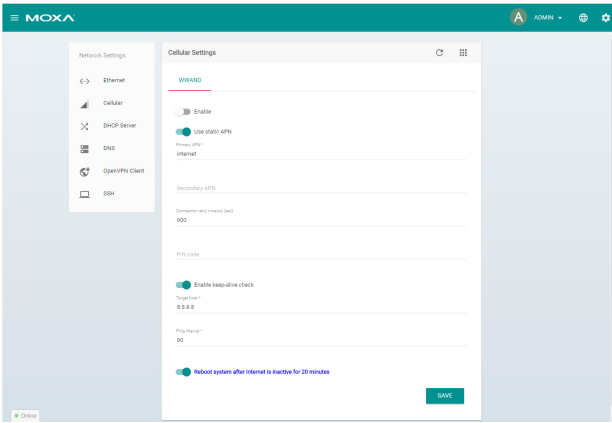 MOXA
A ADMIN
Network Settings
Ethernet
Cellular
DHCP Server
DNS
OpenVPN Client
SSH
Cellular Settings
WWAN0
Enable
Use static APN
Primary APN *
internet
Secondary APN
Connection retry timeout (sec)
600
PIN code
Enable keep-alive check
Target host *
8.8.8.8
Ping interval *
60
Reboot system after Internet is inactive for 20 minutes
SAVE
Online